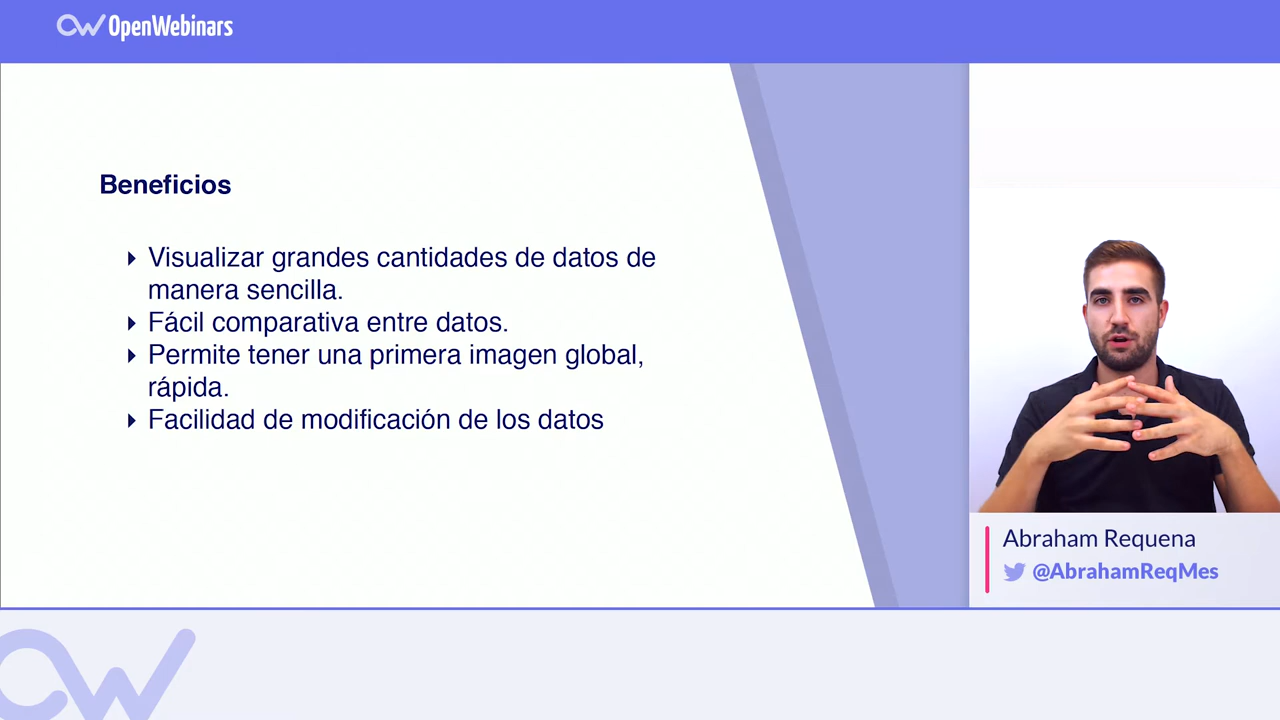 OpenWebinars
Beneficios
Visualizar grandes cantidades de datos de
manera sencilla.
Fácil comparativa entre datos.
Permite tener una primera imagen global,
rápida.
Facilidad de modificación de los datos
Abraham Requena
@AbrahamReqMes